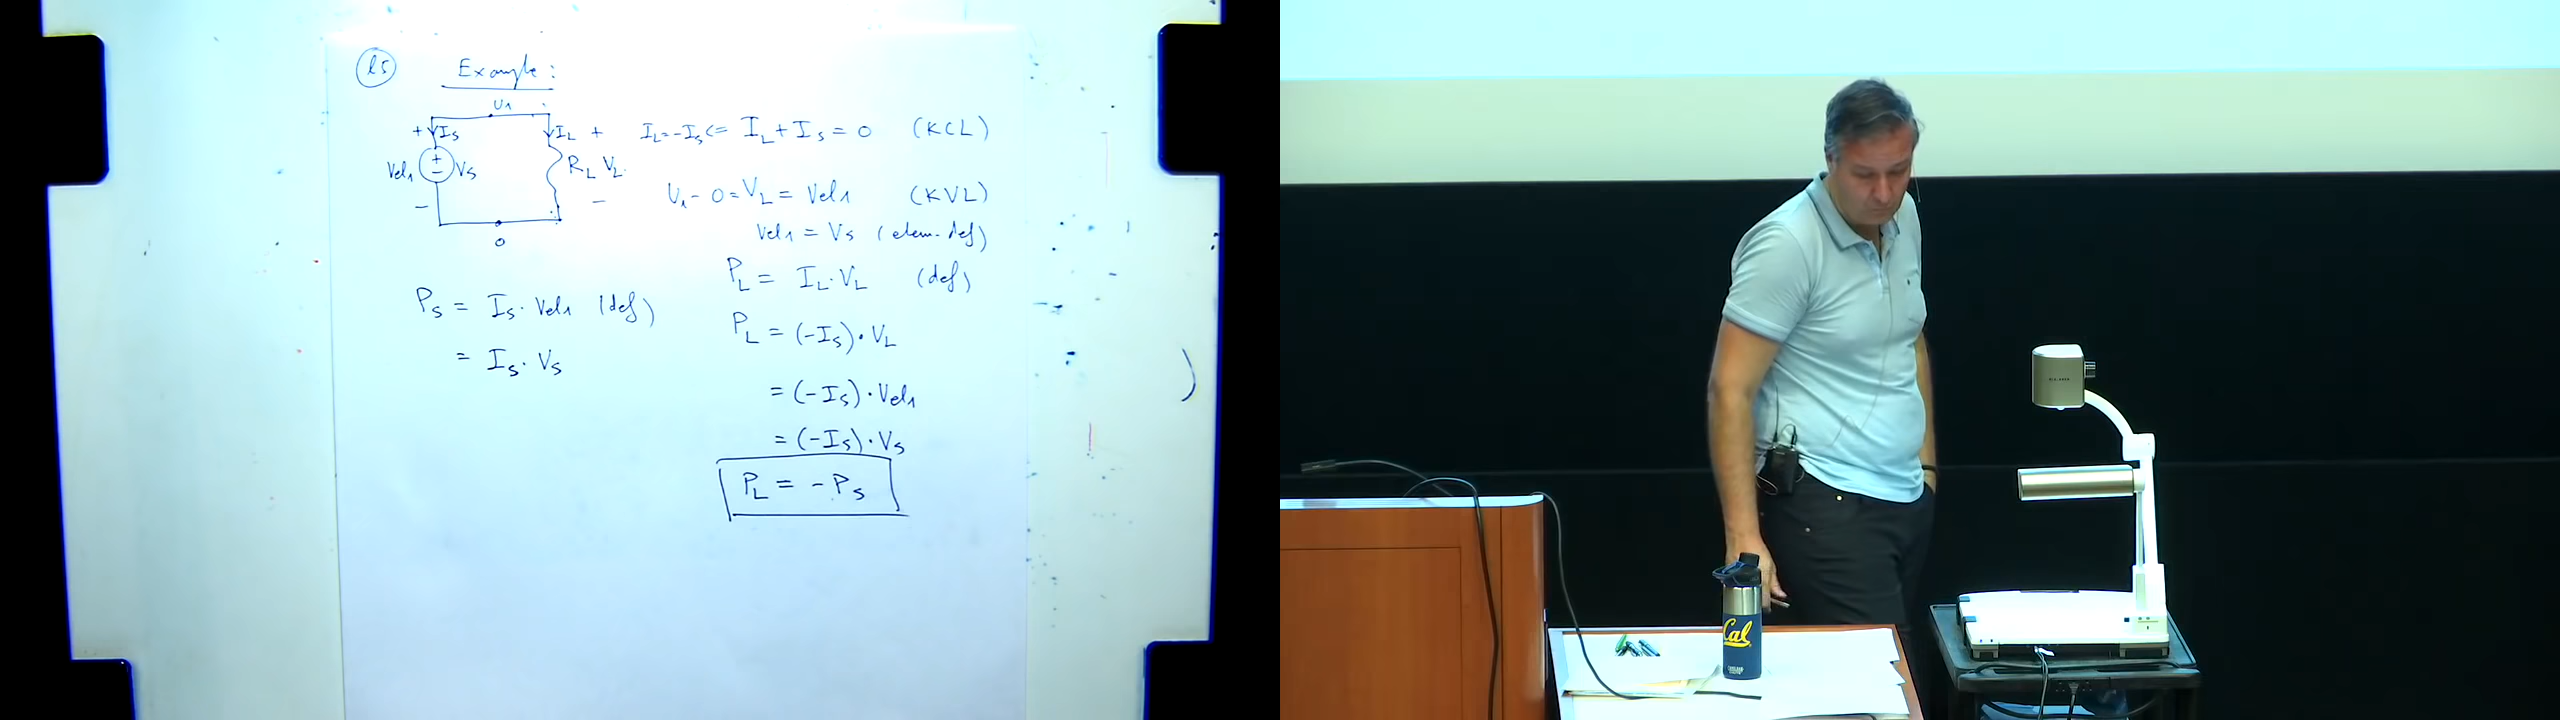 15 Example:
U1
+ IS IL + IL=-IS <= IL + IS = 0 (KCL)
Vel1 + - VS RL VL
U1 - 0 = VL = Vel1 (KVL)
- -
0
Vel1 = VS (elem. def)
PL = IL · VL (def)
PS = IS · Vel1 (def)
= IS · VS
PL = (-IS) · VL
= (-IS) · Vel1
= (-IS) · VS
PL = - PS
Cal